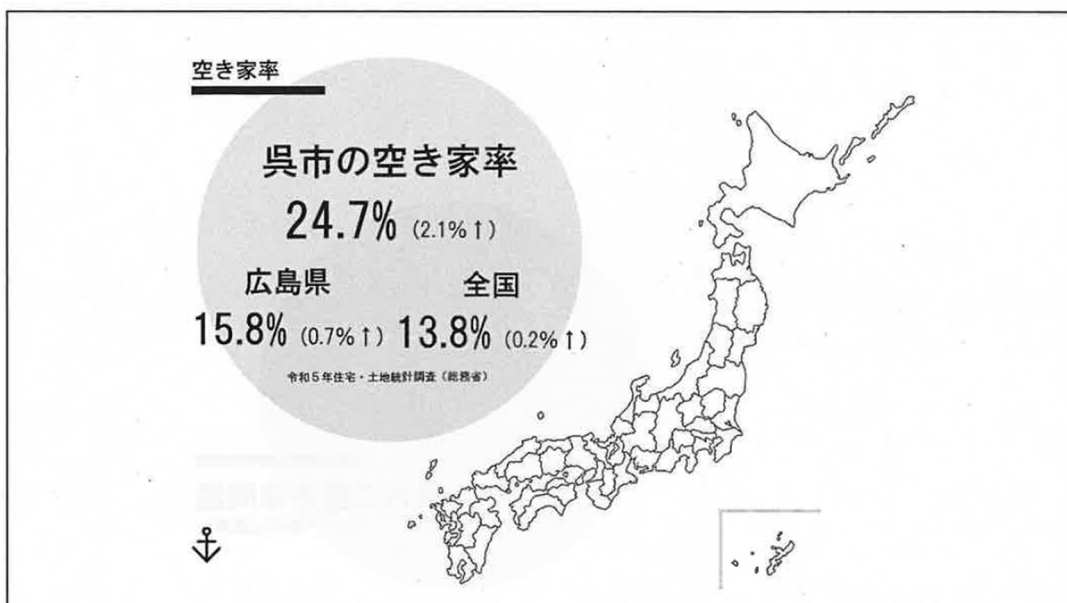 空き家率
呉市の空き家率
24.7% (2.1%↑)
広島県 全国
15.8% (0.7%↑) 13.8% (0.2%↑)
令和5年住宅・土地統計調査（総務省）